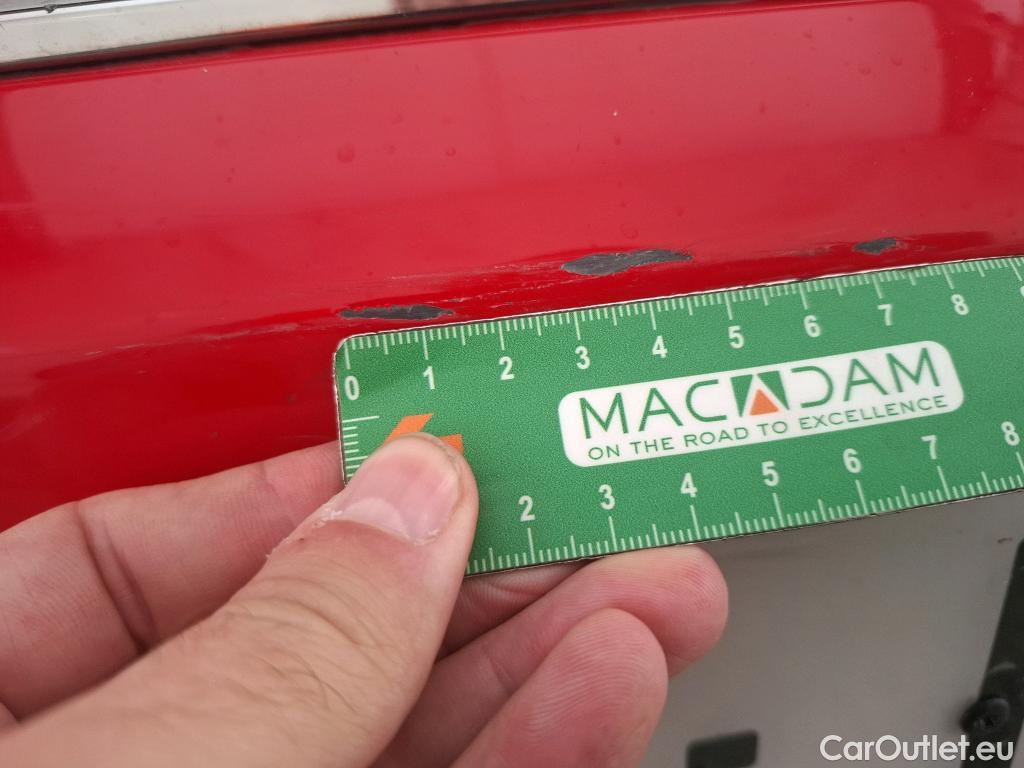 0 1 2 3 4 5 6 7 8
MACADAM
ON THE ROAD TO EXCELLENCE
2 3 4 5 6 7 8
CarOutlet.eu